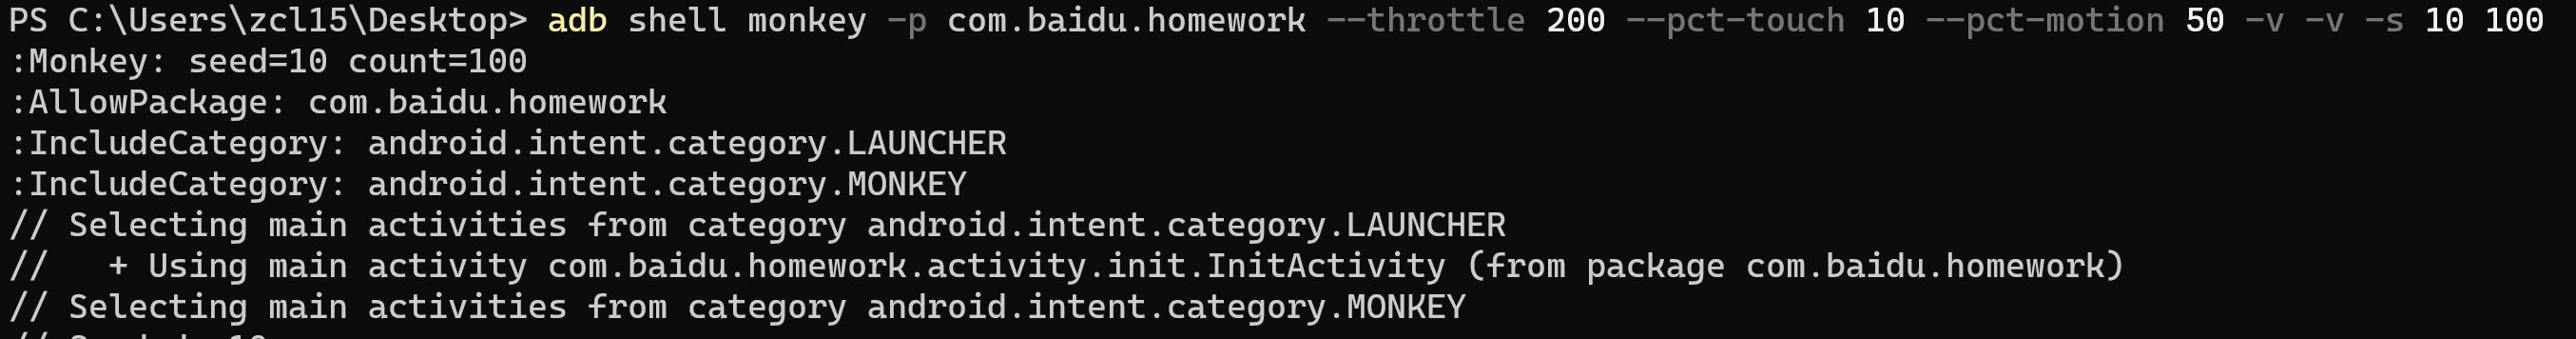 PS C:\Users\zcl15\Desktop> adb shell monkey -p com.baidu.homework --throttle 200 --pct-touch 10 --pct-motion 50 -v -v -s 10 100
:Monkey: seed=10 count=100
:AllowPackage: com.baidu.homework
:IncludeCategory: android.intent.category.LAUNCHER
:IncludeCategory: android.intent.category.MONKEY
// Selecting main activities from category android.intent.category.LAUNCHER
//   + Using main activity com.baidu.homework.activity.init.InitActivity (from package com.baidu.homework)
// Selecting main activities from category android.intent.category.MONKEY